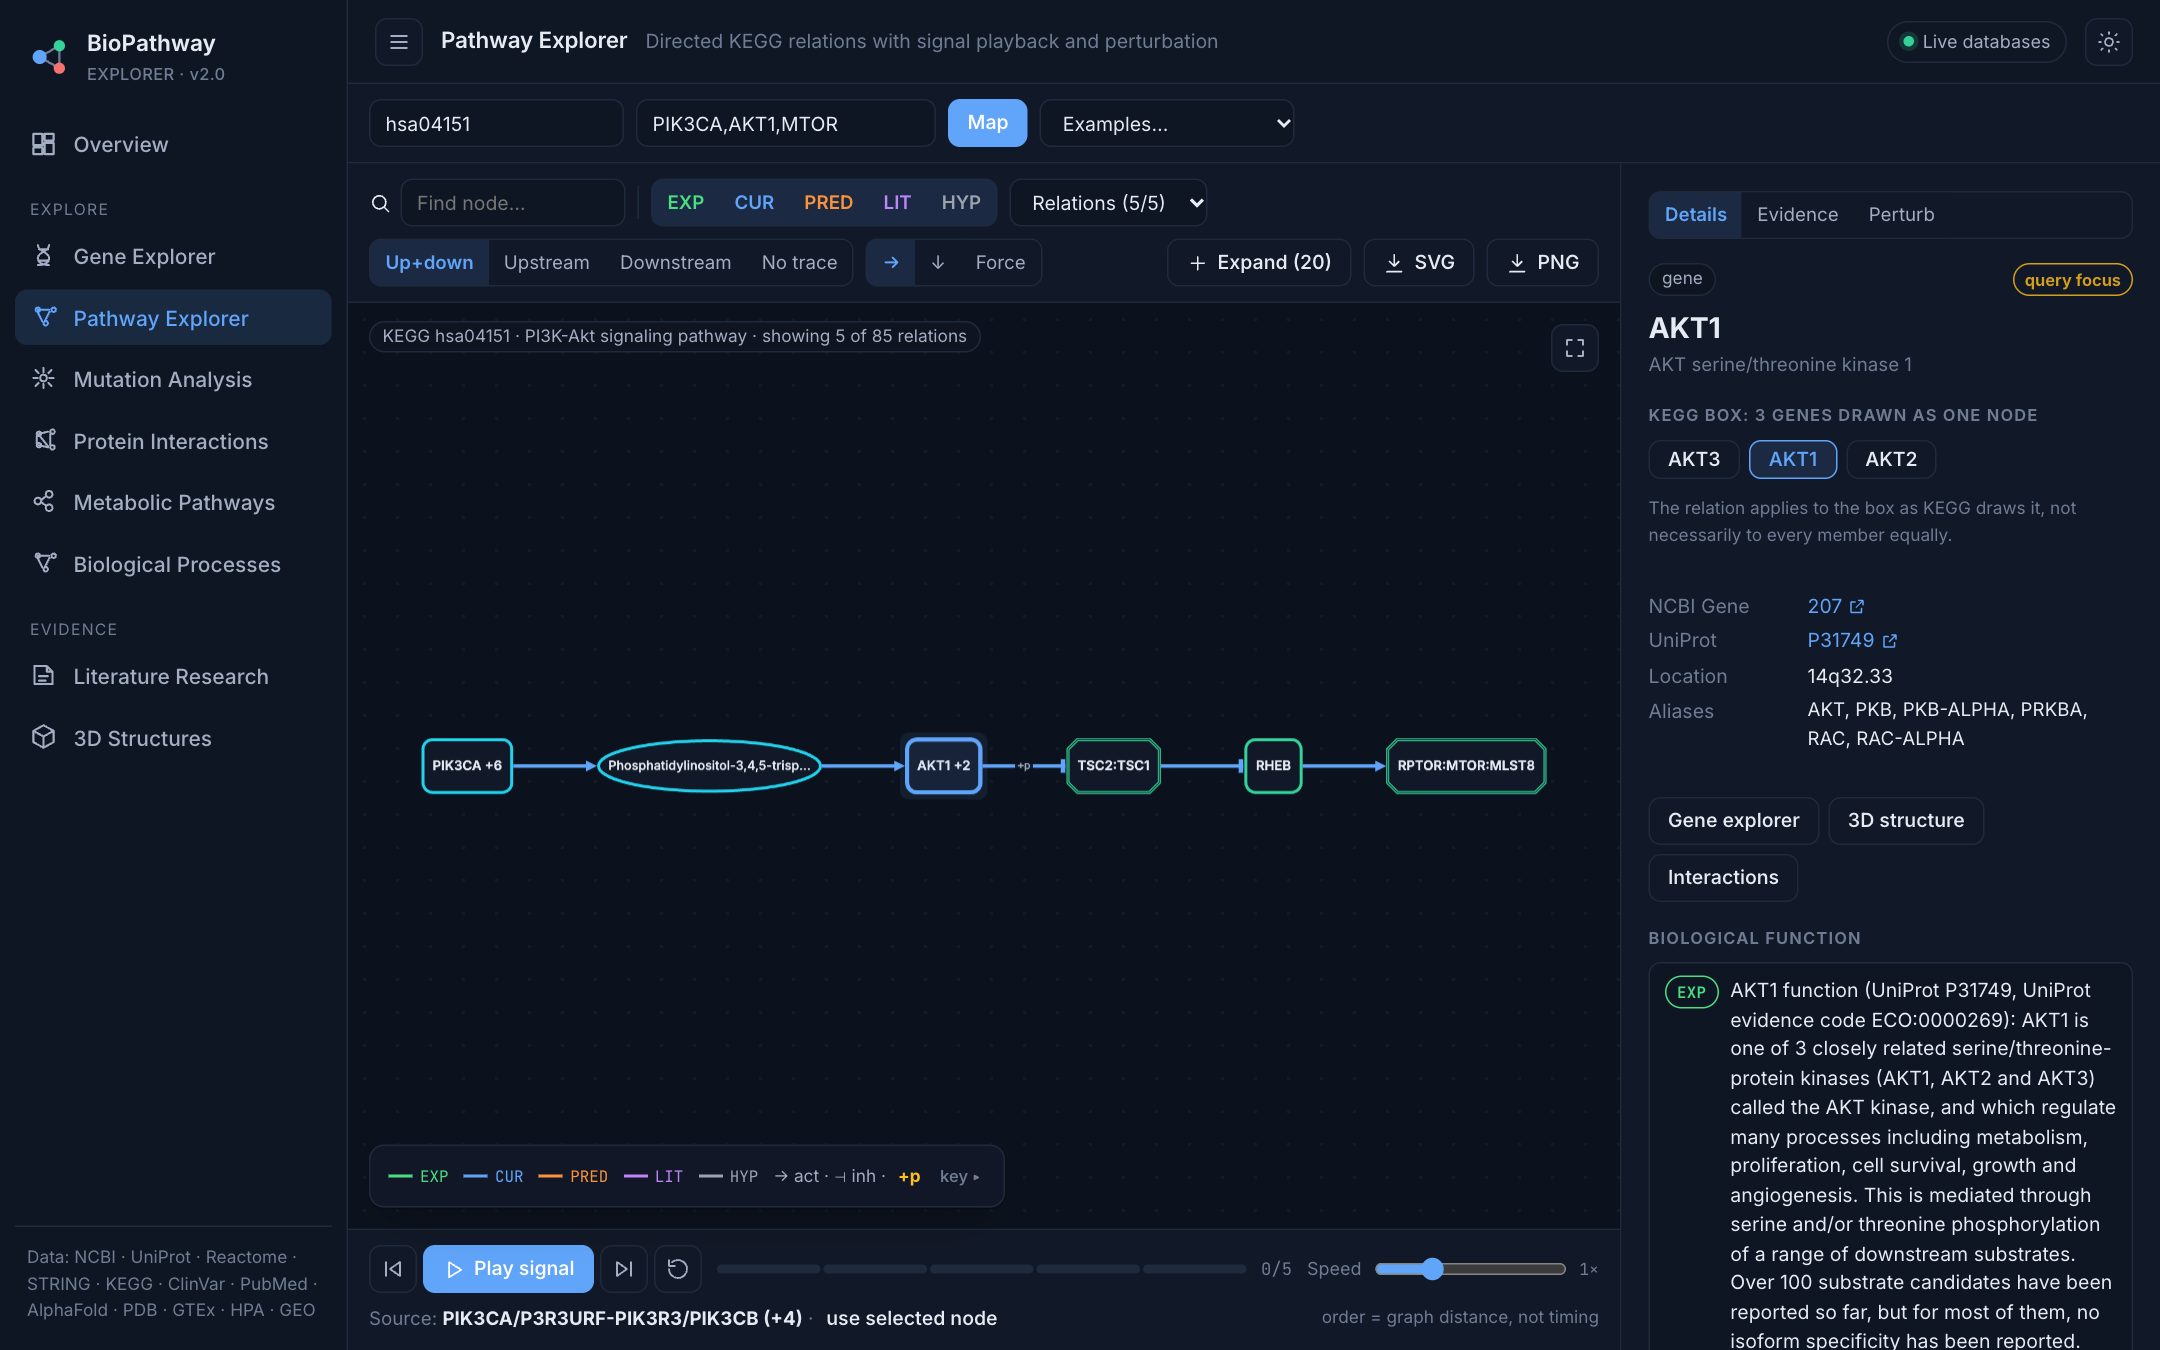 BioPathway
EXPLORER · v2.0
Overview
EXPLORE
Gene Explorer
Pathway Explorer
Mutation Analysis
Protein Interactions
Metabolic Pathways
Biological Processes
EVIDENCE
Literature Research
3D Structures
Data: NCBI · UniProt · Reactome ·
STRING · KEGG · ClinVar · PubMed ·
AlphaFold · PDB · GTEx · HPA · GEO
Pathway Explorer Directed KEGG relations with signal playback and perturbation
Live databases
hsa04151 PIK3CA,AKT1,MTOR Map Examples...
Find node... EXP CUR PRED LIT HYP Relations (5/5)
Up+down Upstream Downstream No trace → ↓ Force + Expand (20) SVG PNG
KEGG hsa04151 · PI3K-Akt signaling pathway · showing 5 of 85 relations
PIK3CA +6 Phosphatidylinositol-3,4,5-trisp... AKT1 +2 +p TSC2:TSC1 RHEB RPTOR:MTOR:MLST8
EXP CUR PRED LIT HYP → act · ⊣ inh · +p key ▸
Play signal 0/5 Speed 1×
Source: PIK3CA/P3R3URF-PIK3R3/PIK3CB (+4) · use selected node order = graph distance, not timing
Details Evidence Perturb
gene query focus
AKT1
AKT serine/threonine kinase 1
KEGG BOX: 3 GENES DRAWN AS ONE NODE
AKT3 AKT1 AKT2
The relation applies to the box as KEGG draws it, not
necessarily to every member equally.
NCBI Gene 207
UniProt P31749
Location 14q32.33
Aliases AKT, PKB, PKB-ALPHA, PRKBA,
RAC, RAC-ALPHA
Gene explorer 3D structure
Interactions
BIOLOGICAL FUNCTION
EXP AKT1 function (UniProt P31749, UniProt
evidence code ECO:0000269): AKT1 is
one of 3 closely related serine/threonine-
protein kinases (AKT1, AKT2 and AKT3)
called the AKT kinase, and which regulate
many processes including metabolism,
proliferation, cell survival, growth and
angiogenesis. This is mediated through
serine and/or threonine phosphorylation
of a range of downstream substrates.
Over 100 substrate candidates have been
reported so far, but for most of them, no
isoform specificity has been reported.